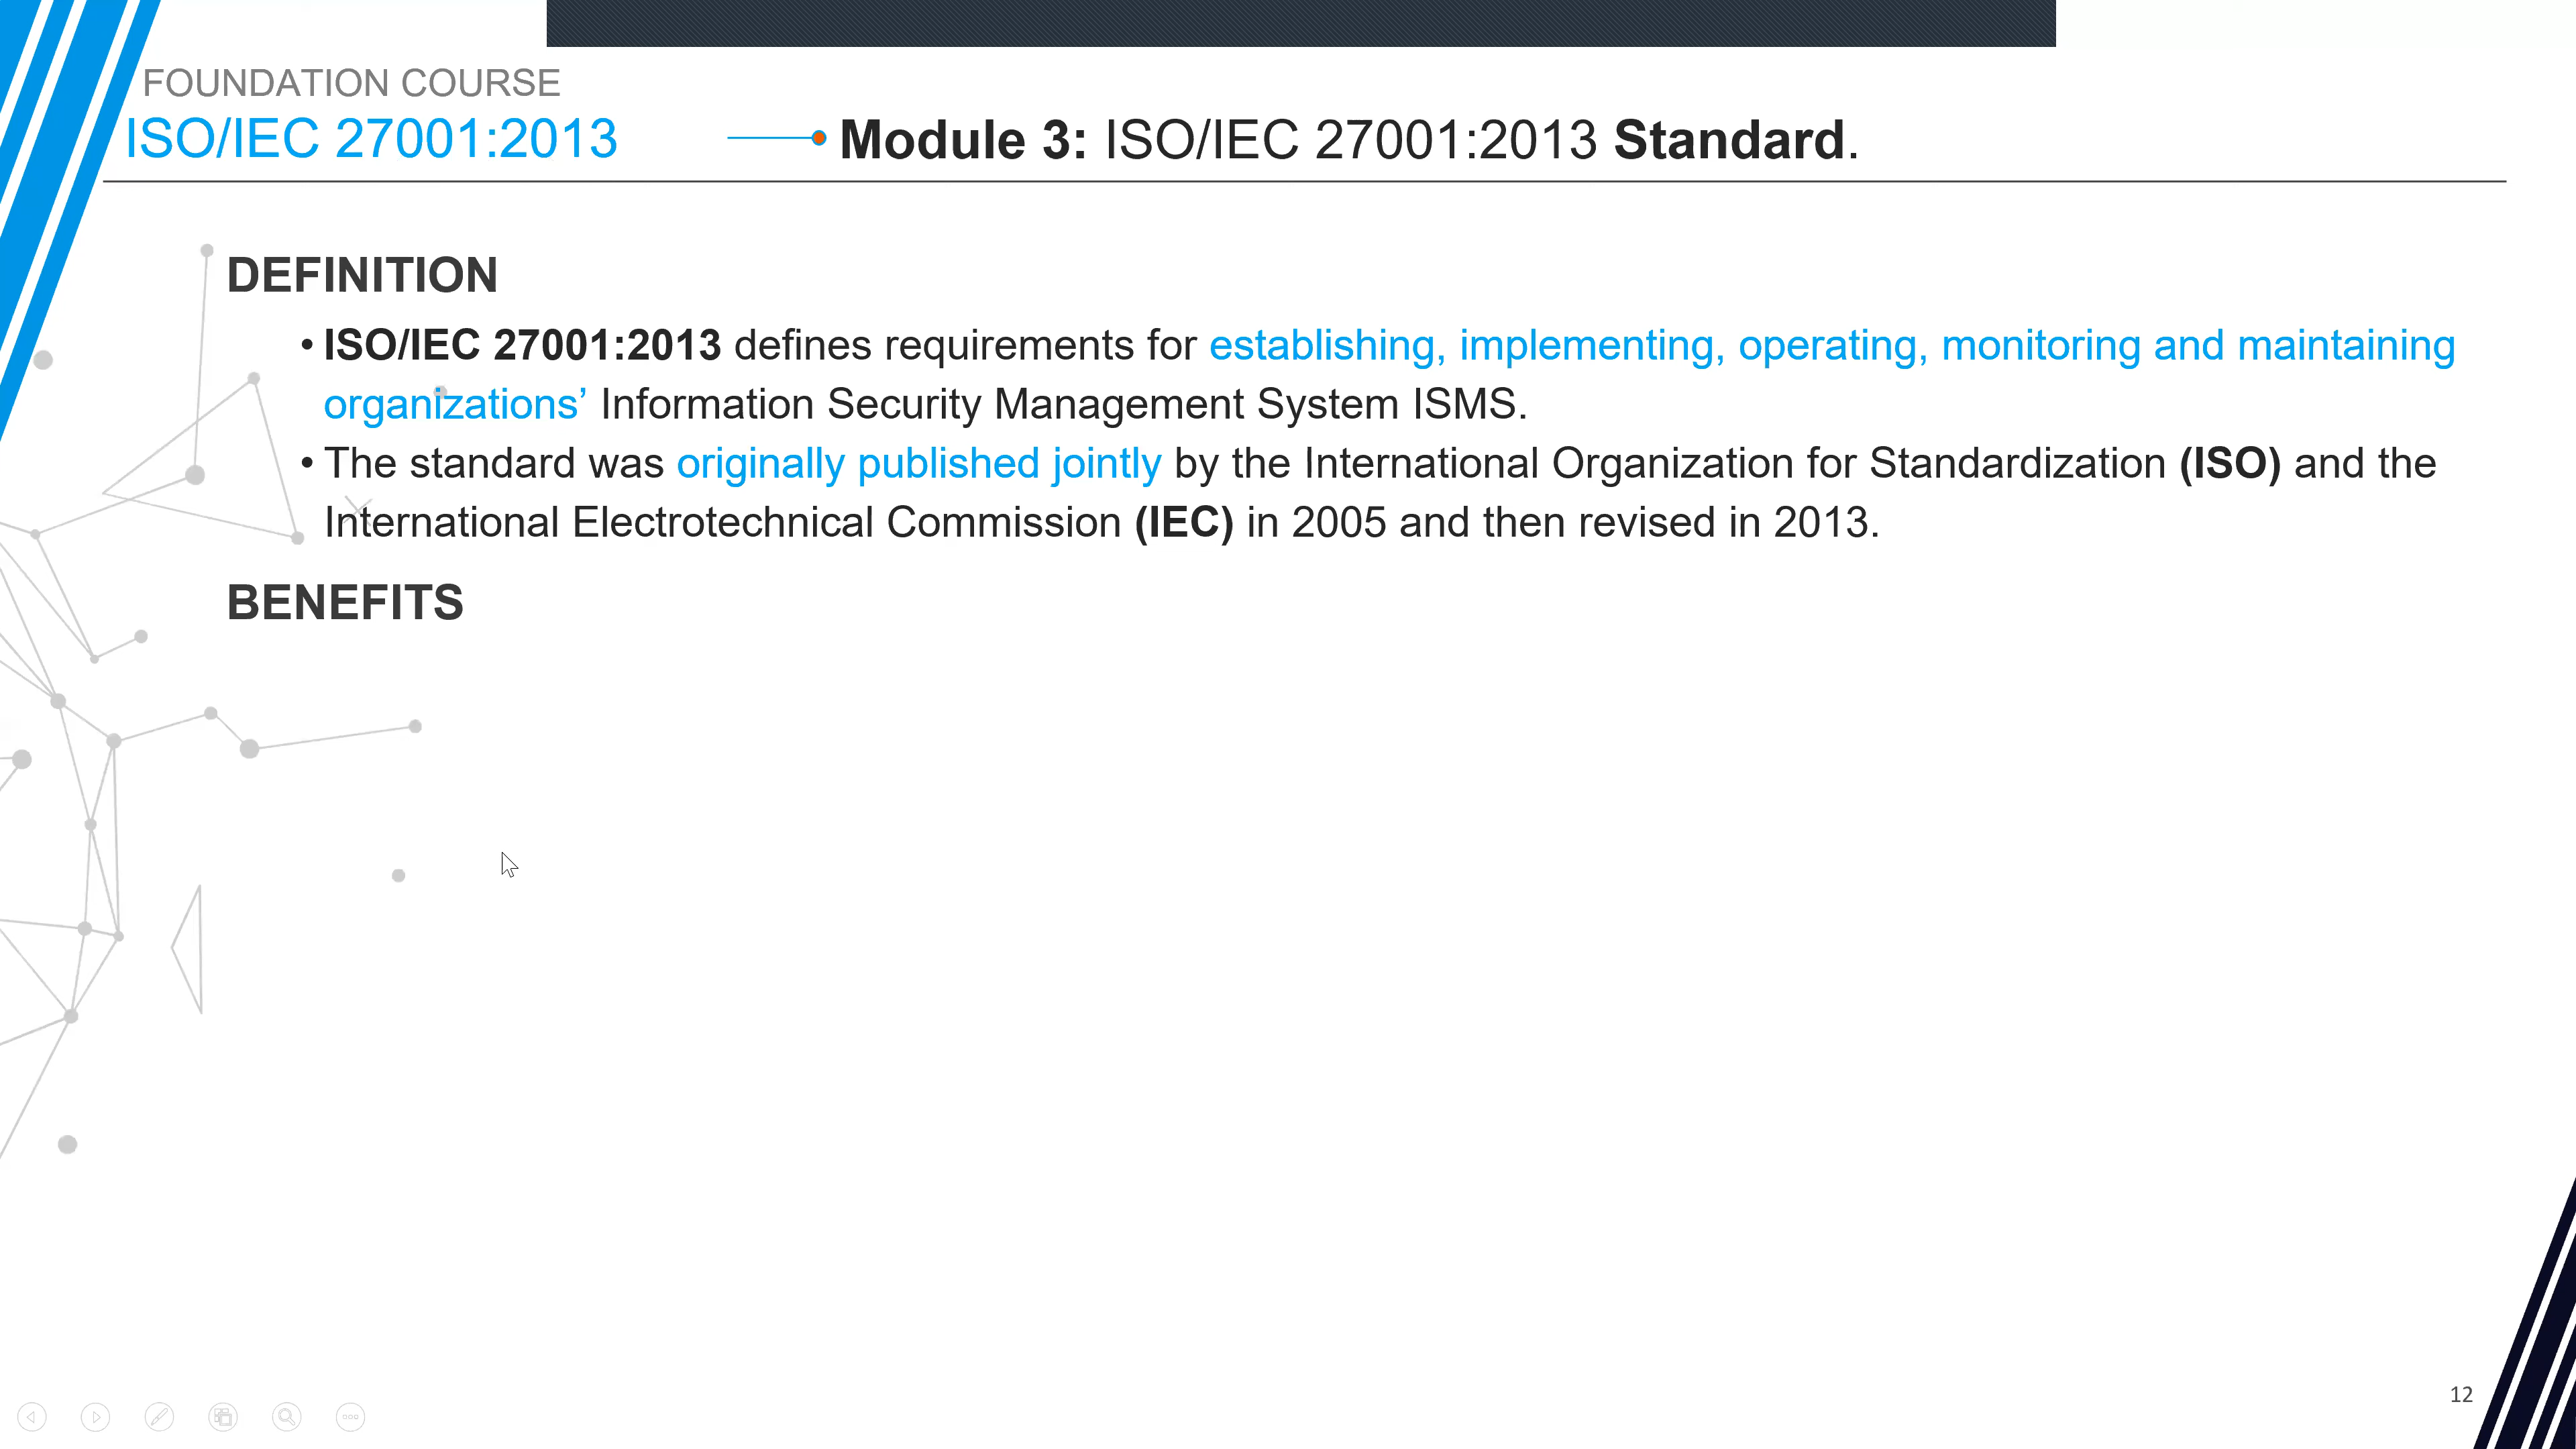 FOUNDATION COURSE
ISO/IEC 27001:2013
Module 3: ISO/IEC 27001:2013 Standard.
DEFINITION
• ISO/IEC 27001:2013 defines requirements for establishing, implementing, operating, monitoring and maintaining
organizations’ Information Security Management System ISMS.
• The standard was originally published jointly by the International Organization for Standardization (ISO) and the
International Electrotechnical Commission (IEC) in 2005 and then revised in 2013.
BENEFITS
12